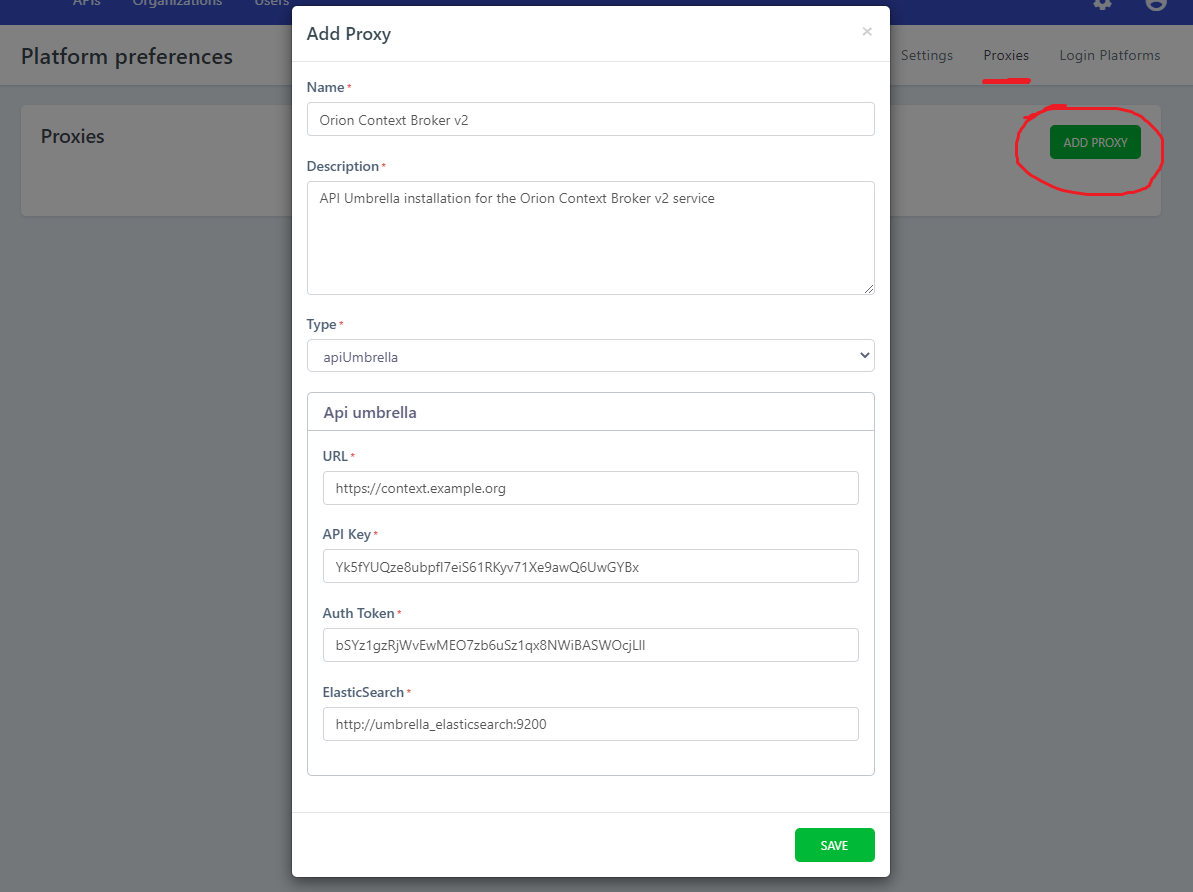 APIs Organizations Users
Platform preferences
Settings Proxies Login Platforms
Proxies
ADD PROXY
Add Proxy ×
Name *
Orion Context Broker v2
Description *
API Umbrella installation for the Orion Context Broker v2 service
Type *
apiUmbrella
Api umbrella
URL *
https://context.example.org
API Key *
Yk5fYUQze8ubpfI7eiS61RKyv71Xe9awQ6UwGYBx
Auth Token *
bSYz1gzRjWvEwMEO7zb6uSz1qx8NWiBASWOcjLlI
ElasticSearch *
http://umbrella_elasticsearch:9200
SAVE